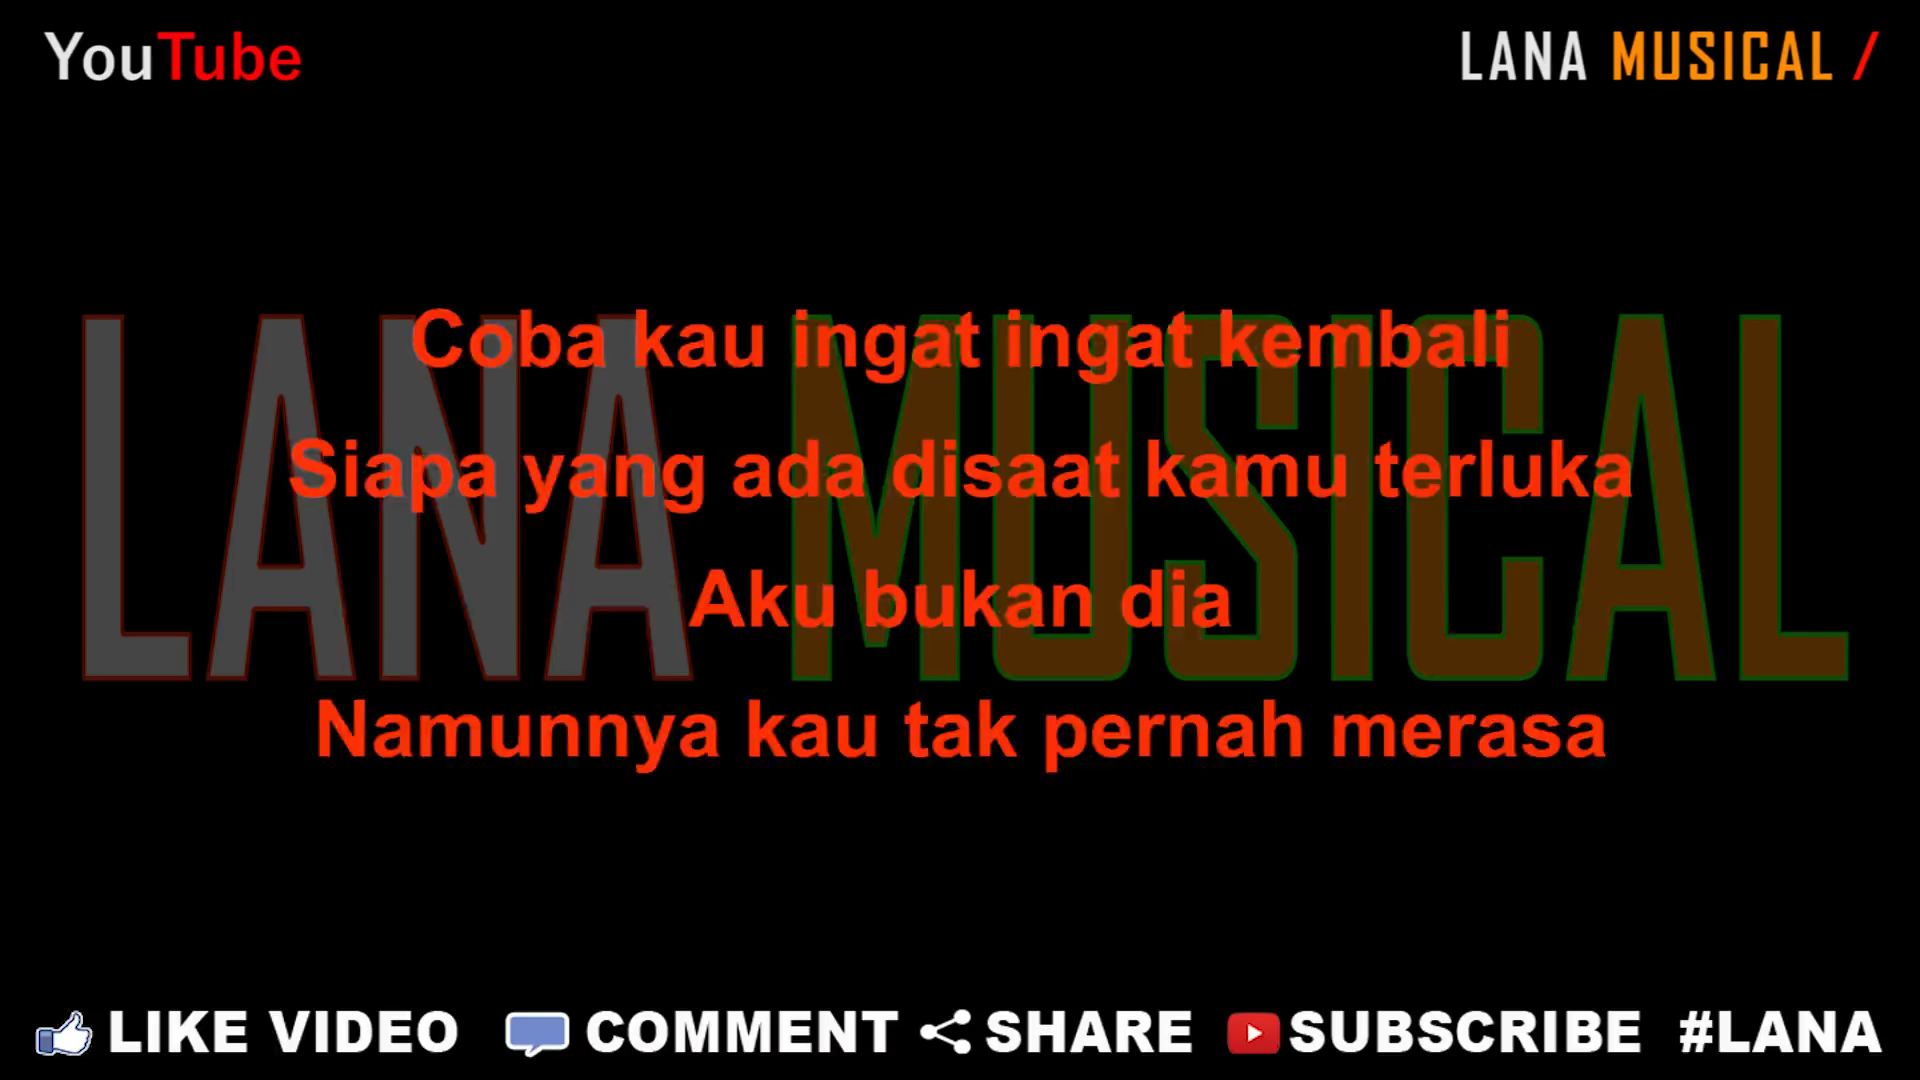 YouTube
LANA MUSICAL /
LANA MUSICAL
Coba kau ingat ingat kembali
Siapa yang ada disaat kamu terluka
Aku bukan dia
Namunnya kau tak pernah merasa
LIKE VIDEO COMMENT SHARE SUBSCRIBE #LANA